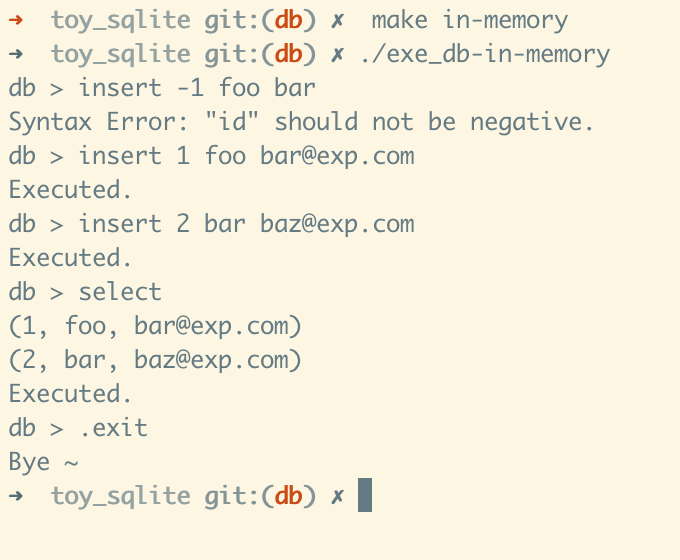 ➜  toy_sqlite git:(db) ✗  make in-memory
➜  toy_sqlite git:(db) ✗ ./exe_db-in-memory
db > insert -1 foo bar
Syntax Error: "id" should not be negative.
db > insert 1 foo bar@exp.com
Executed.
db > insert 2 bar baz@exp.com
Executed.
db > select
(1, foo, bar@exp.com)
(2, bar, baz@exp.com)
Executed.
db > .exit
Bye ~
➜  toy_sqlite git:(db) ✗